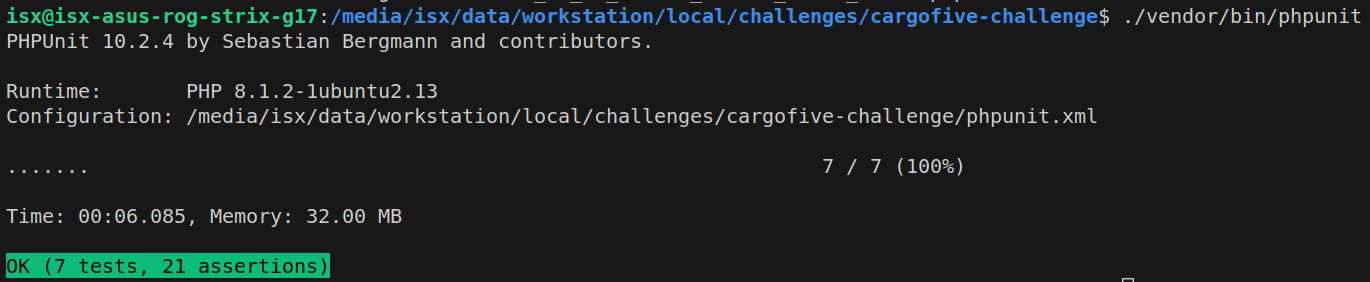 isx@isx-asus-rog-strix-g17:/media/isx/data/workstation/local/challenges/cargofive-challenge$ ./vendor/bin/phpunit
PHPUnit 10.2.4 by Sebastian Bergmann and contributors.
Runtime:       PHP 8.1.2-1ubuntu2.13
Configuration: /media/isx/data/workstation/local/challenges/cargofive-challenge/phpunit.xml
.......                                                             7 / 7 (100%)
Time: 00:06.085, Memory: 32.00 MB
OK (7 tests, 21 assertions)